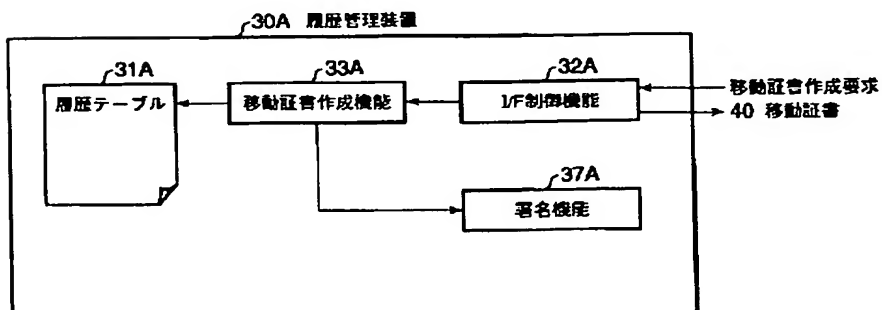 30A 履歴管理装置
31A
履歴テーブル
33A
移動証書作成機能
32A
I/F制御機能
移動証書作成要求
40 移動証書
37A
署名機能